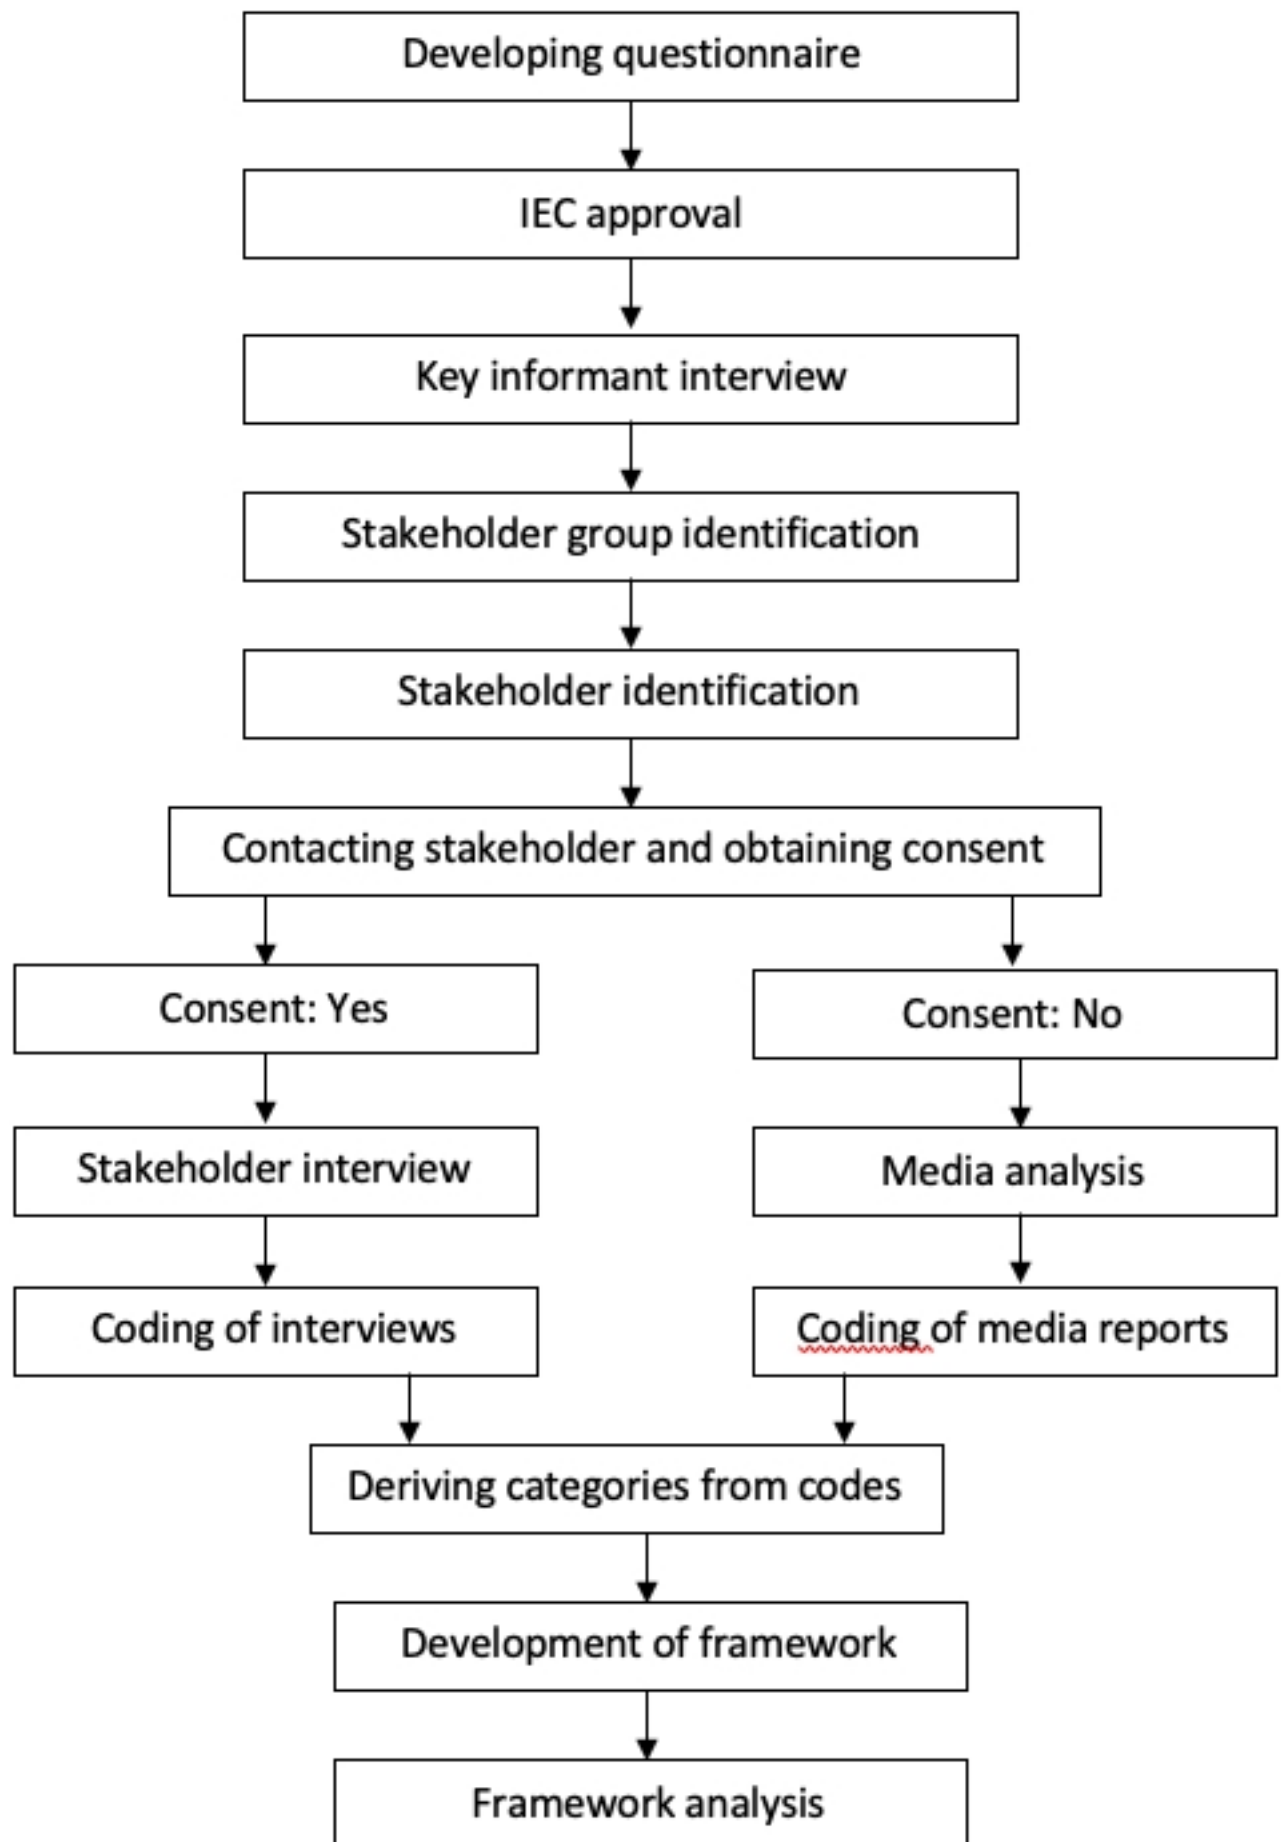 Developing questionnaire
IEC approval
Key informant interview
Stakeholder group identification
Stakeholder identification
Contacting stakeholder and obtaining consent
Consent: Yes
Consent: No
Stakeholder interview
Media analysis
Coding of interviews
Coding of media reports
Deriving categories from codes
Development of framework
Framework analysis